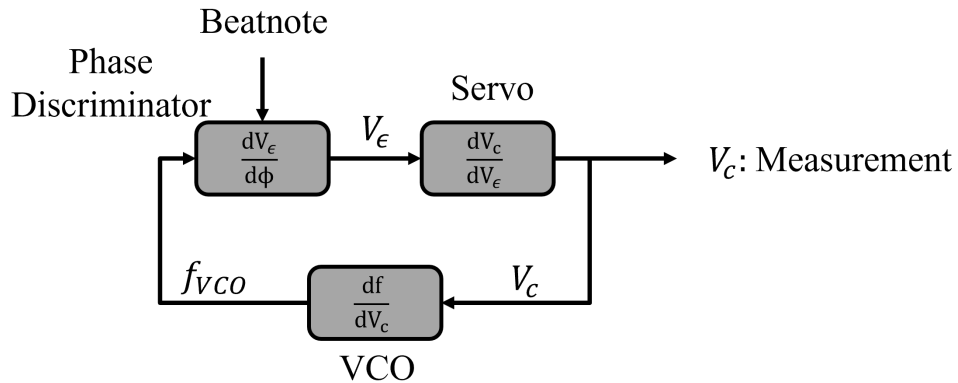 Beatnote
Phase
Discriminator
Servo
dV_ϵ
dϕ
V_ϵ
dV_c
dV_ϵ
V_c: Measurement
f_VCO
df
dV_c
V_c
VCO